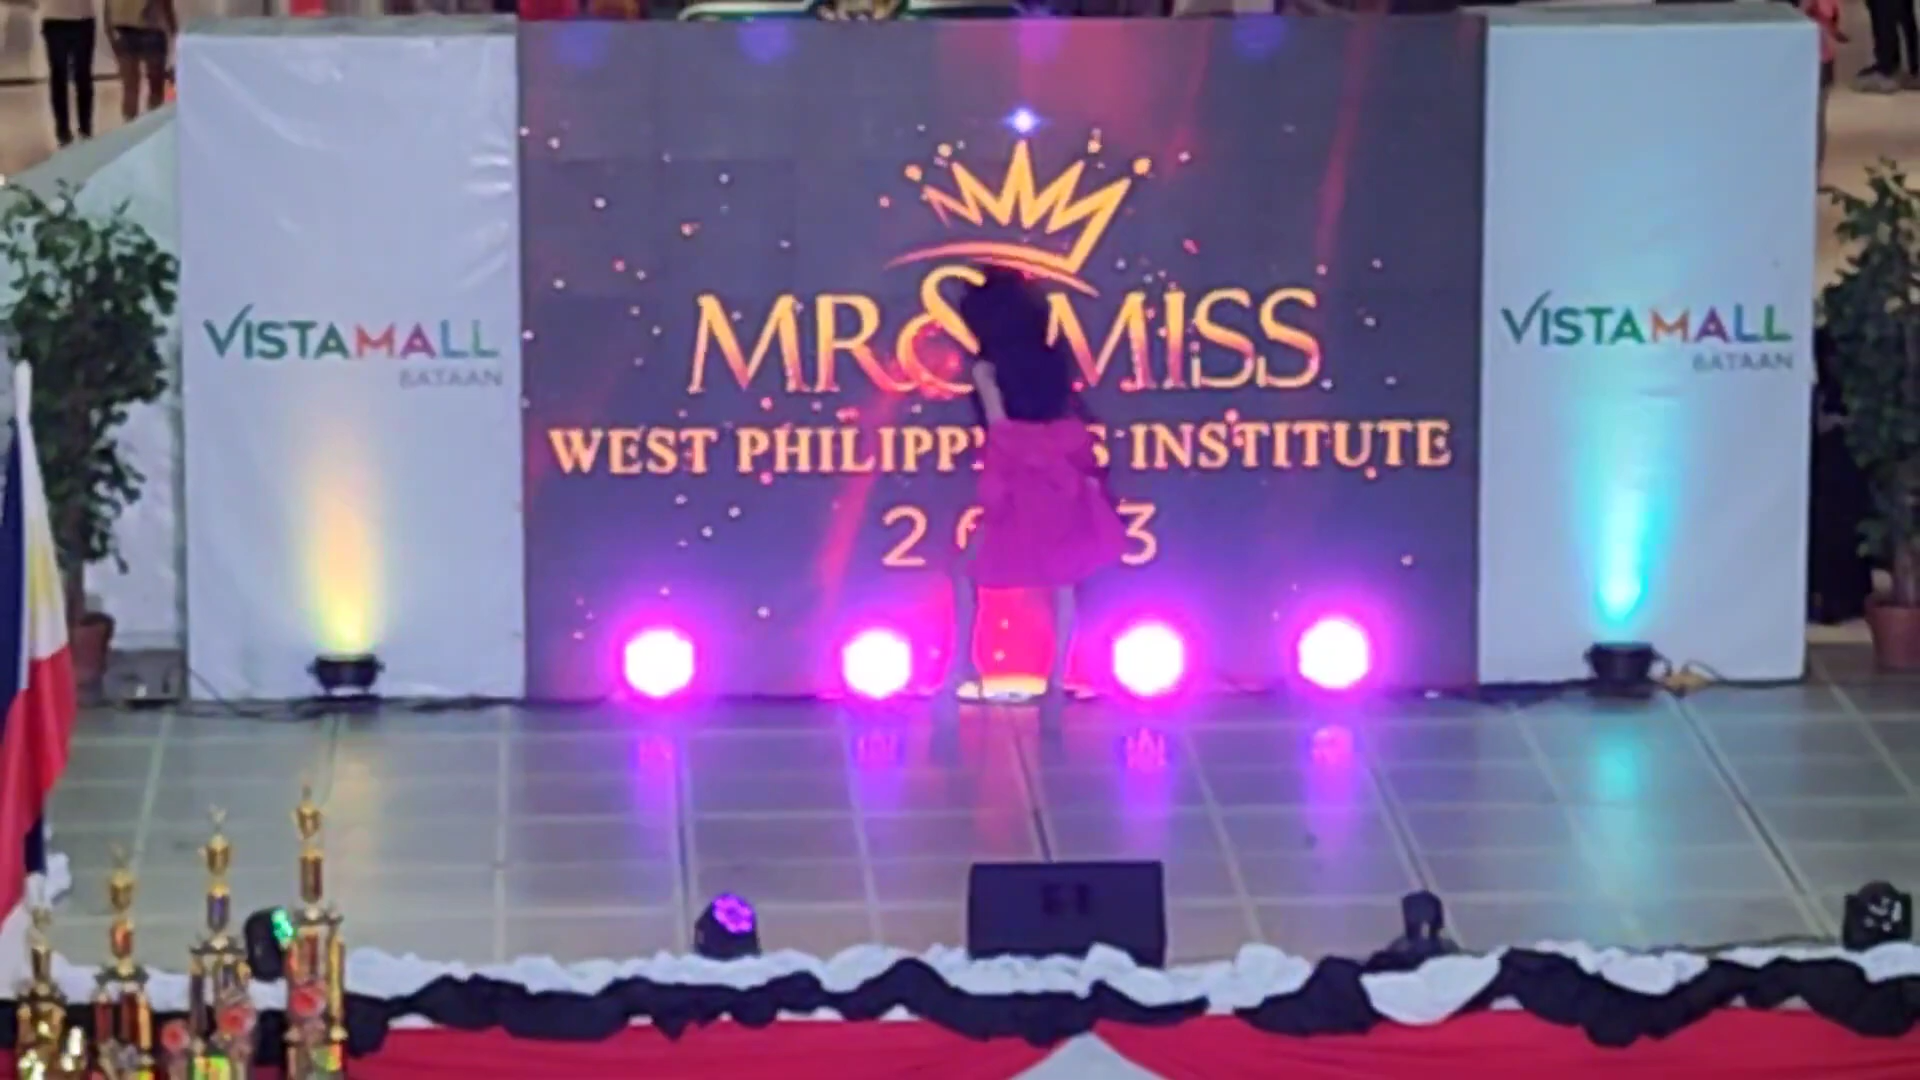 MR & MISS
WEST PHILIPP S INSTITUTE
VISTAMALL
BATAAN
VISTAMALL
BATAAN